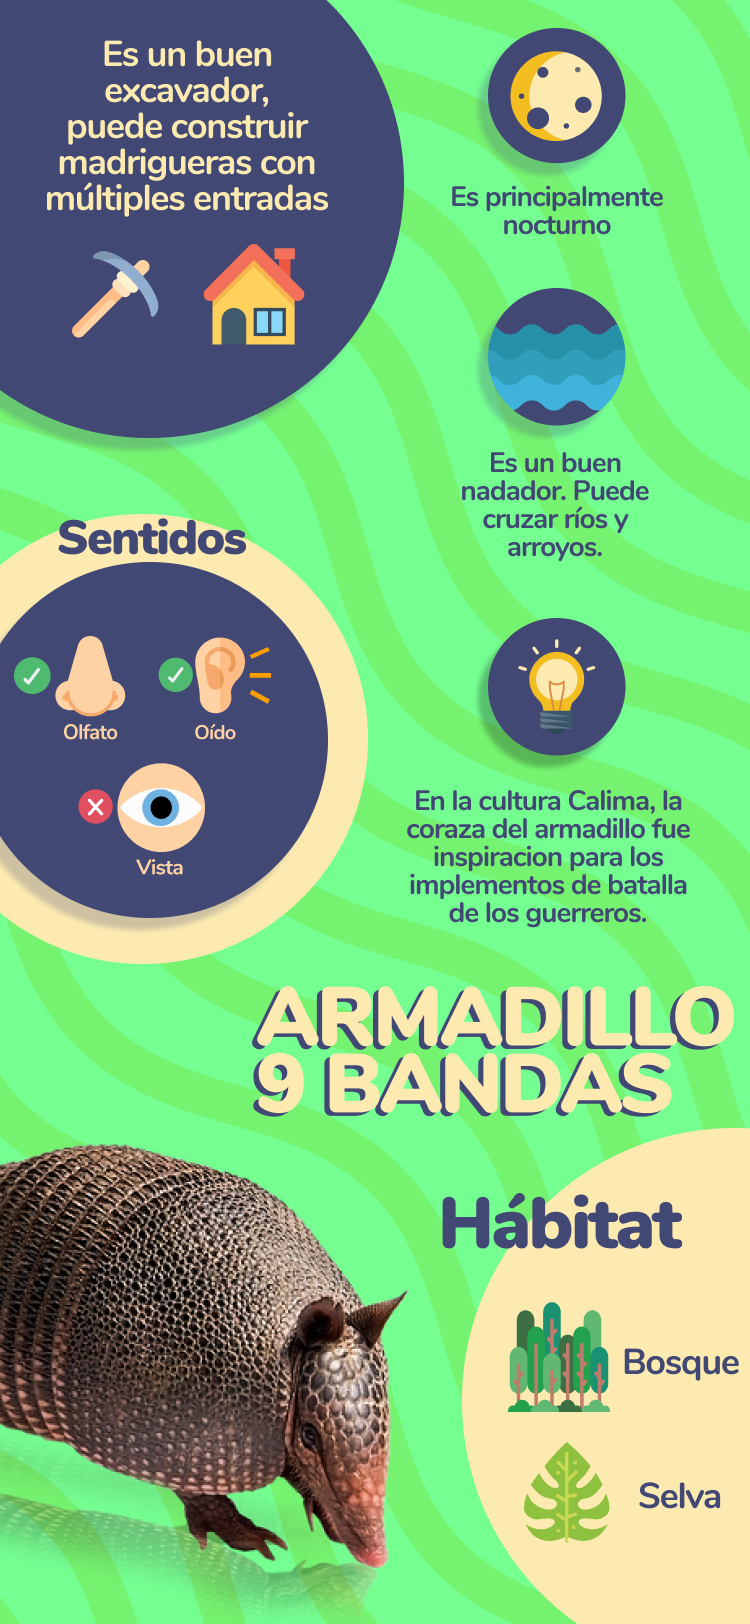 Es un buen
excavador,
puede construir
madrigueras con
múltiples entradas
Es principalmente
nocturno
Es un buen
nadador. Puede
cruzar ríos y
arroyos.
Sentidos
Olfato
Oído
Vista
En la cultura Calima, la
coraza del armadillo fue
inspiracion para los
implementos de batalla
de los guerreros.
ARMADILLO
9 BANDAS
Hábitat
Bosque
Selva